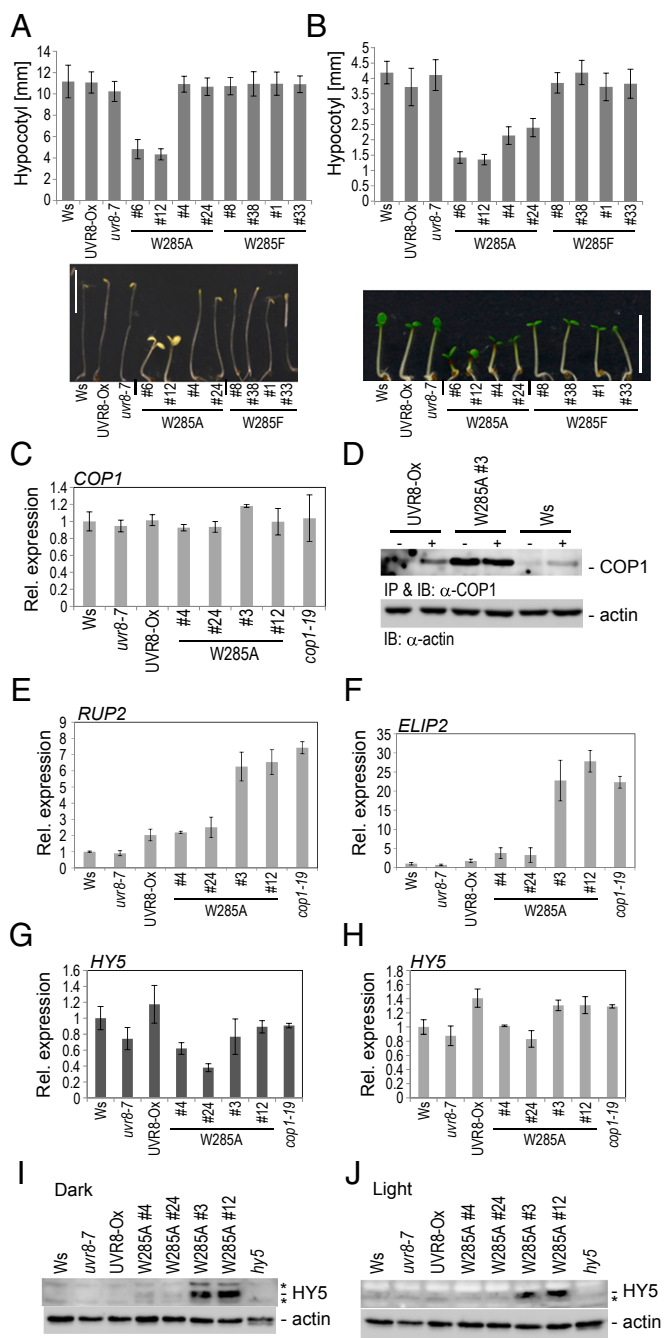 A
B
Hypocotyl [mm]
14
12
10
8
6
4
2
0
Ws
UVR8-Ox
uvr8-7
#6
#12
#4
#24
#8
#38
#1
#33
W285A
W285F
Hypocotyl [mm]
5
4.5
4
3.5
3
2.5
2
1.5
1
0.5
0
Ws
UVR8-Ox
uvr8-7
#6
#12
#4
#24
#8
#38
#1
#33
W285A
W285F
Ws
UVR8-Ox
uvr8-7
#6
#12
#4
#24
#8
#38
#1
#33
W285A
W285F
Ws
UVR8-Ox
uvr8-7
#6
#12
#4
#24
#8
#38
#1
#33
W285A
W285F
C
COP1
Rel. expression
1.4
1.2
1
0.8
0.6
0.4
0.2
0
Ws
uvr8-7
UVR8-Ox
#4
#24
#3
#12
cop1-19
W285A
D
UVR8-Ox
W285A #3
Ws
- + - + - +
- COP1
IP & IB: α-COP1
- actin
IB: α-actin
E
RUP2
Rel. expression
9
8
7
6
5
4
3
2
1
0
Ws
uvr8-7
UVR8-Ox
#4
#24
#3
#12
cop1-19
W285A
F
ELIP2
Rel. expression
35
30
25
20
15
10
5
0
Ws
uvr8-7
UVR8-Ox
#4
#24
#3
#12
cop1-19
W285A
G
HY5
Rel. expression
1.6
1.4
1.2
1
0.8
0.6
0.4
0.2
0
Ws
uvr8-7
UVR8-Ox
#4
#24
#3
#12
cop1-19
W285A
H
HY5
Rel. expression
1.8
1.6
1.4
1.2
1
0.8
0.6
0.4
0.2
0
Ws
uvr8-7
UVR8-Ox
#4
#24
#3
#12
cop1-19
W285A
I
Dark
Ws
uvr8-7
UVR8-Ox
W285A #4
W285A #24
W285A #3
W285A #12
hy5
*
- HY5
*
- actin
J
Light
Ws
uvr8-7
UVR8-Ox
W285A #4
W285A #24
W285A #3
W285A #12
hy5
- HY5
*
- actin